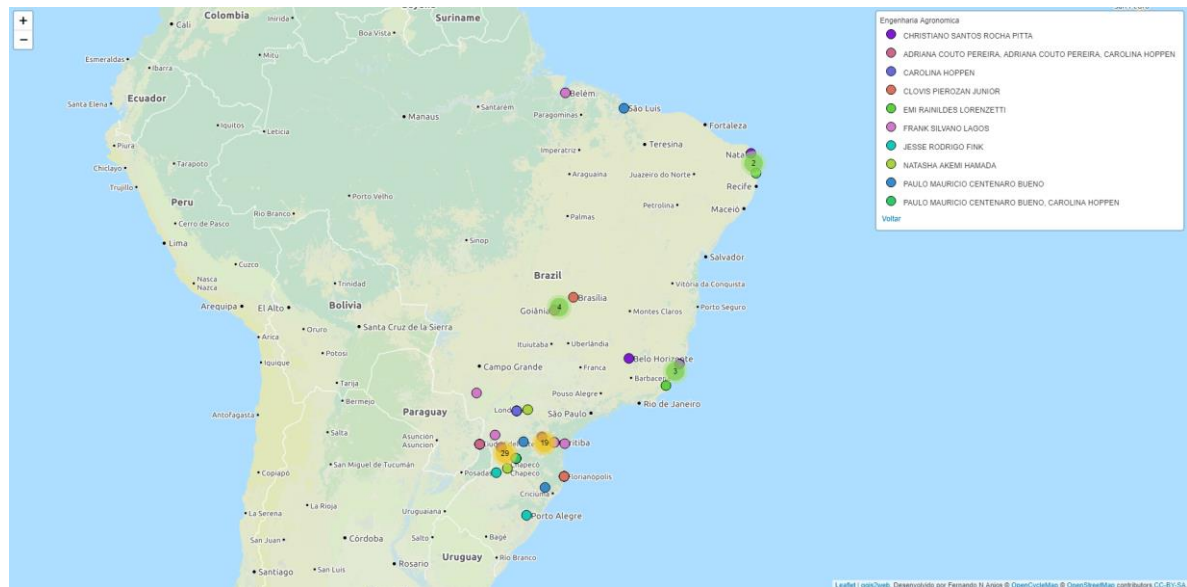 Colombia
Suriname
Cali
Inirida
Boa Vista
Mitu
Esmeraldas
Ibarra
Belém
Santa Elena
Ecuador
Santarem
Paragominas
São Luís
Iquitos
Leticia
Manaus
Fortaleza
Piura
Imperatriz
Teresina
Chiclayo
Tarapoto
Araguaina
Juazeiro do Norte
2
Trujillo
Porto Velho
Recife
Peru
Rio Branco
Petrolina
Maceió
Cerro de Pasco
Palmas
Lima
Sinop
Cuzco
Salvador
Nasca
Nazca
Trinidad
Brazil
Vitória da Conquista
Arequipa
El Alto
Bolivia
Brasília
4
Goiânia
Montes Claros
Porto Seguro
Santa Cruz de la Sierra
Arica
Oruro
Ituiutaba
Uberlândia
Potosi
Iquique
Belo Horizonte
Campo Grande
Franca
3
Tarija
Pouso Alegre
Rio de Janeiro
Antofagasta
Bermejo
Paraguay
São Paulo
Salta
Asunción
Asuncion
19
29
Copiapó
San Miguel de Tucumán
Posadas
Chapecó
Chapeco
Florianópolis
Criciúma
La Serena
La Rioja
Uruguaiana
Porto Alegre
San Juan
Córdoba
Salto
Bagé
Uruguay
Rio Branco
Santiago
San Luis
Rosario
+
−
Engenharia Agronomica
CHRISTIANO SANTOS ROCHA PITTA
ADRIANA COUTO PEREIRA, ADRIANA COUTO PEREIRA, CAROLINA HOPPEN
CAROLINA HOPPEN
CLOVIS PIEROZAN JUNIOR
EMI RAINILDES LORENZETTI
FRANK SILVANO LAGOS
JESSE RODRIGO FINK
NATASHA AKEMI HAMADA
PAULO MAURICIO CENTENARO BUENO
PAULO MAURICIO CENTENARO BUENO, CAROLINA HOPPEN
Voltar